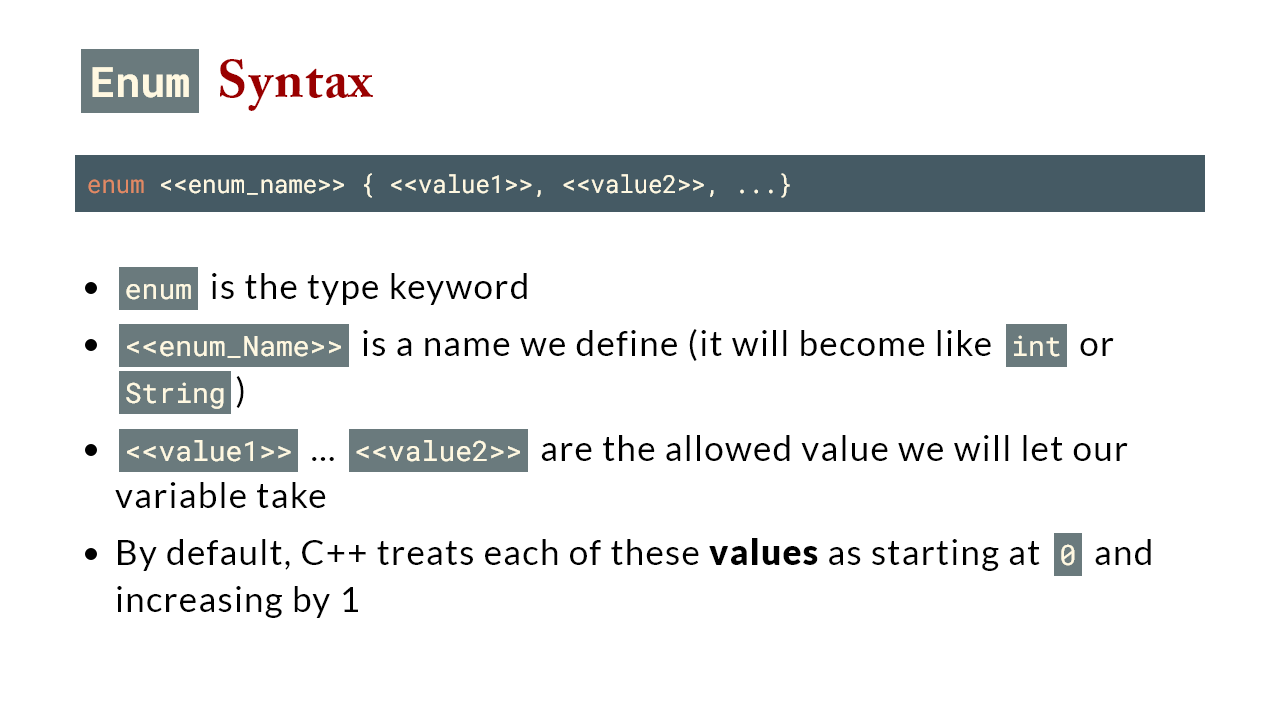 Enum Syntax
enum <<enum_name>> { <<value1>>, <<value2>>, ...}
• enum is the type keyword
• <<enum_Name>> is a name we define (it will become like int or
String)
• <<value1>> ... <<value2>> are the allowed value we will let our
variable take
• By default, C++ treats each of these values as starting at 0 and
increasing by 1